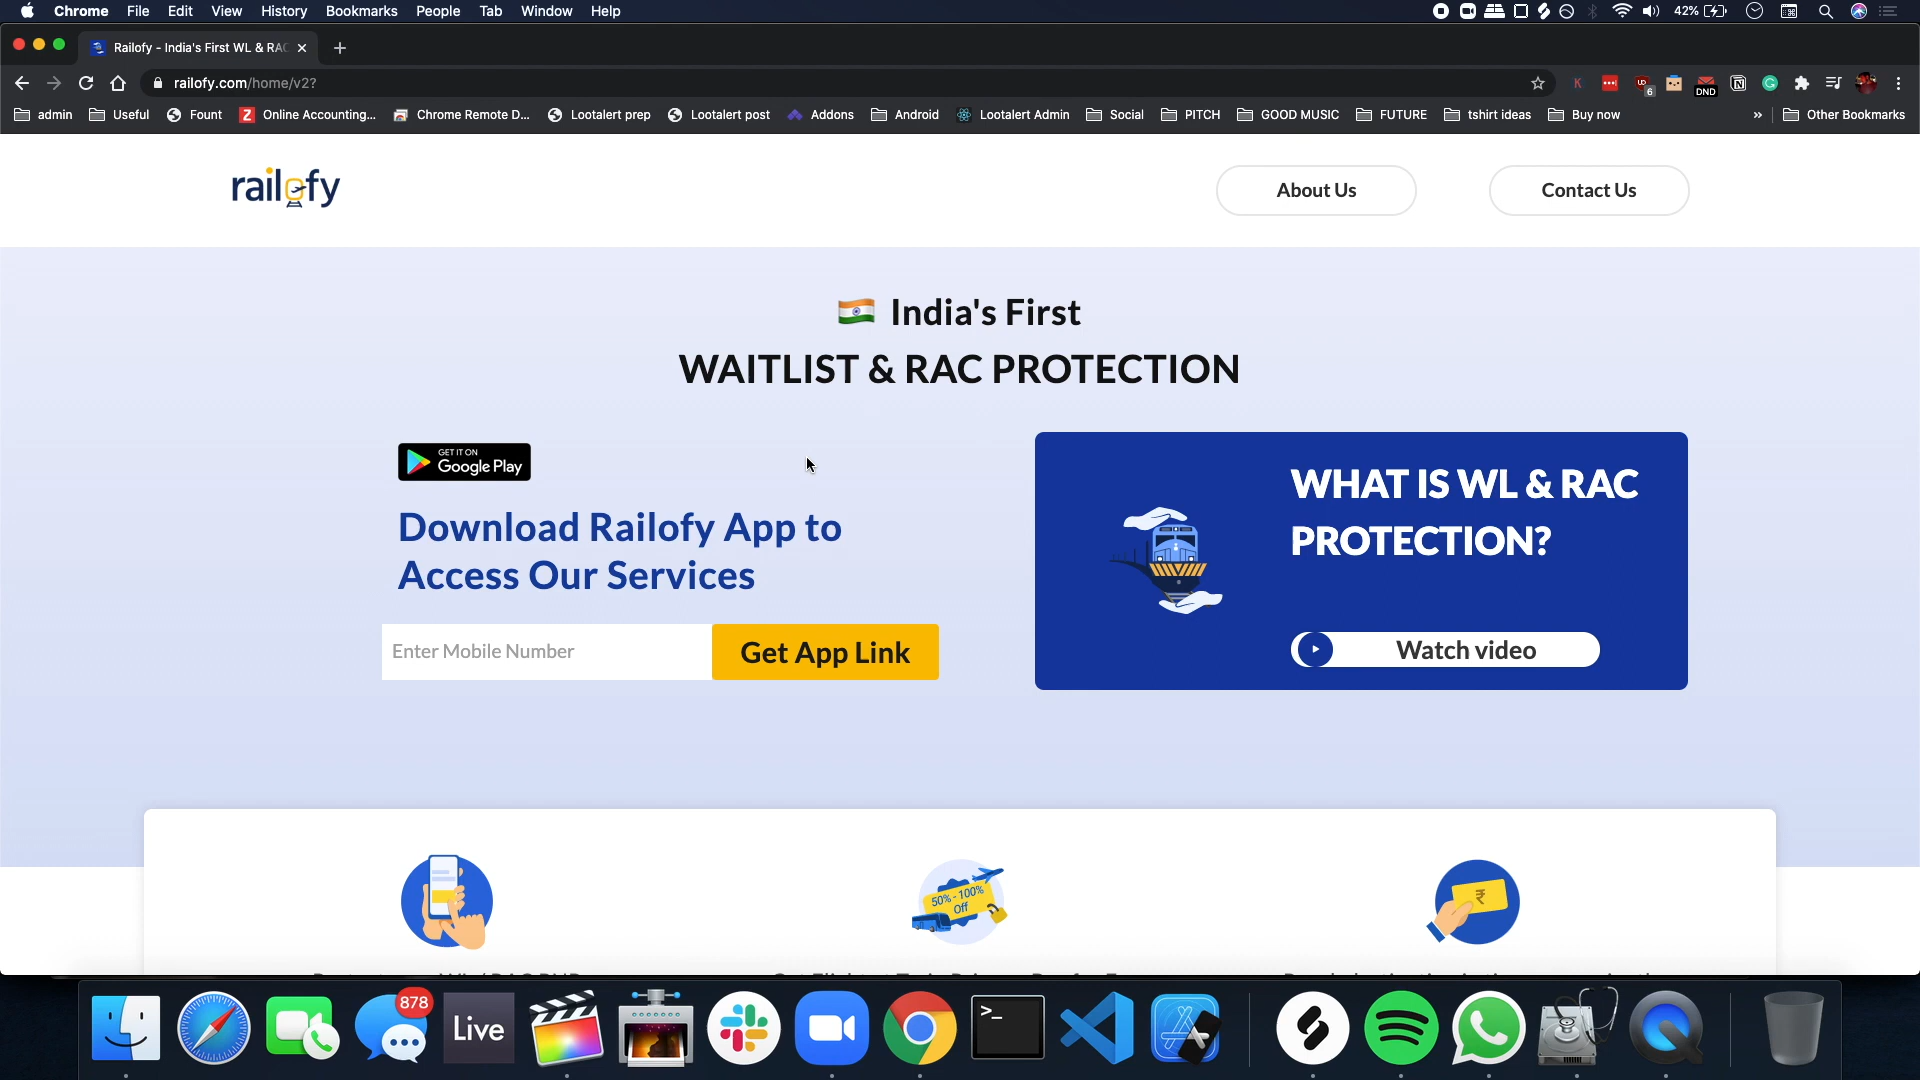 Chrome File Edit View History Bookmarks People Tab Window Help 42%
Railofy - India's First WL & RAC
railofy.com/home/v2?
6 DND
admin Useful Fount Online Accounting... Chrome Remote D... Lootalert prep Lootalert post Addons Android Lootalert Admin Social PITCH GOOD MUSIC FUTURE tshirt ideas Buy now » Other Bookmarks
railofy
About Us
Contact Us
India's First
WAITLIST & RAC PROTECTION
GET IT ON
Google Play
Download Railofy App to
Access Our Services
Enter Mobile Number
Get App Link
WHAT IS WL & RAC
PROTECTION?
Watch video
50% - 100%
Off
₹
878
Live
>_